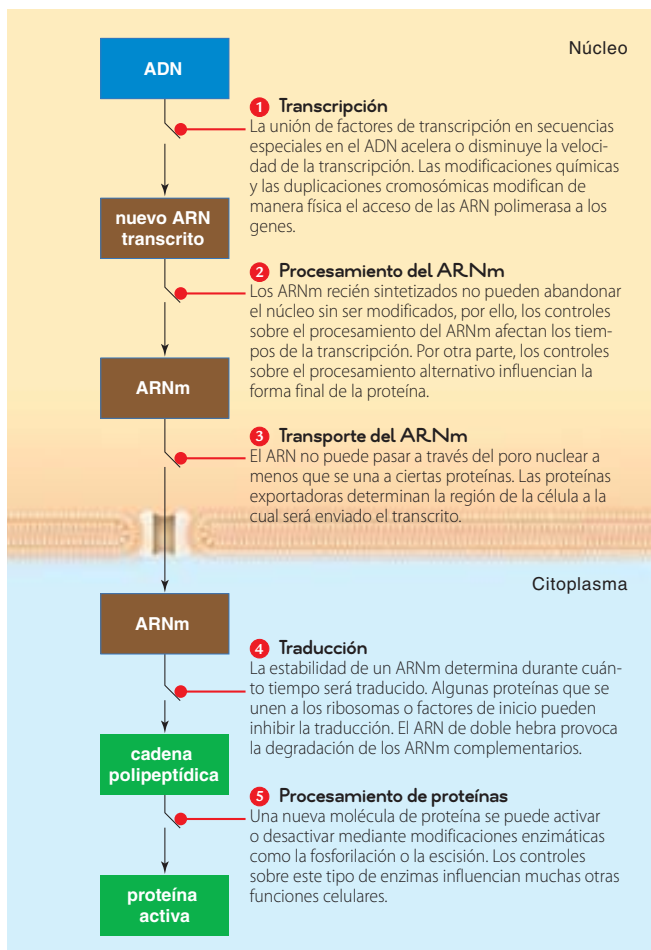 Núcleo
ADN
1 Transcripción
La unión de factores de transcripción en secuencias
especiales en el ADN acelera o disminuye la veloci-
dad de la transcripción. Las modificaciones químicas
y las duplicaciones cromosómicas modifican de
manera física el acceso de las ARN polimerasa a los
genes.
nuevo ARN
transcrito
2 Procesamiento del ARNm
Los ARNm recién sintetizados no pueden abandonar
el núcleo sin ser modificados, por ello, los controles
sobre el procesamiento del ARNm afectan los tiem-
pos de la transcripción. Por otra parte, los controles
sobre el procesamiento alternativo influencian la
forma final de la proteína.
ARNm
3 Transporte del ARNm
El ARN no puede pasar a través del poro nuclear a
menos que se una a ciertas proteínas. Las proteínas
exportadoras determinan la región de la célula a la
cual será enviado el transcrito.
Citoplasma
ARNm
4 Traducción
La estabilidad de un ARNm determina durante cuán-
to tiempo será traducido. Algunas proteínas que se
unen a los ribosomas o factores de inicio pueden
inhibir la traducción. El ARN de doble hebra provoca
la degradación de los ARNm complementarios.
cadena
polipeptídica
5 Procesamiento de proteínas
Una nueva molécula de proteína se puede activar
o desactivar mediante modificaciones enzimáticas
como la fosforilación o la escisión. Los controles
sobre este tipo de enzimas influencian muchas otras
funciones celulares.
proteína
activa